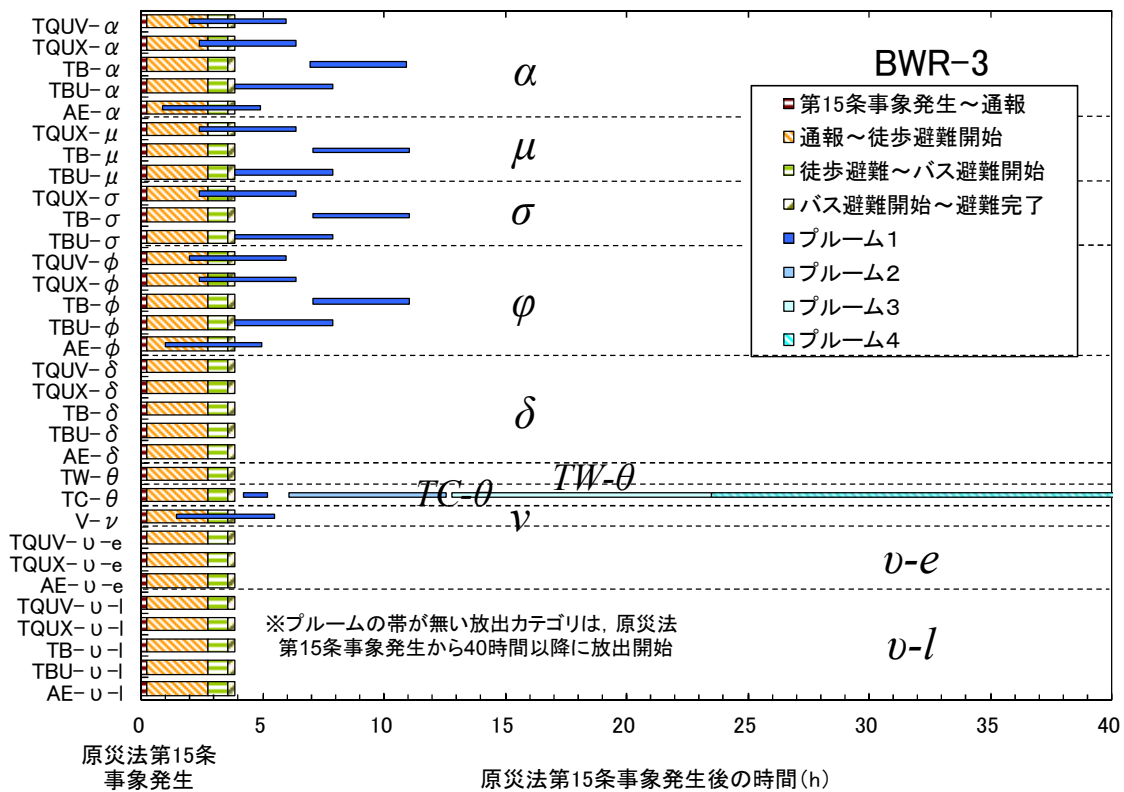 TQUV-α
TQUX-α
TB-α
TBU-α
AE-α
TQUX-μ
TB-μ
TBU-μ
TQUX-σ
TB-σ
TBU-σ
TQUV-φ
TQUX-φ
TB-φ
TBU-φ
AE-φ
TQUV-δ
TQUX-δ
TB-δ
TBU-δ
AE-δ
TW-θ
TC-θ
V-ν
TQUV-υ-e
TQUX-υ-e
AE-υ-e
TQUV-υ-l
TQUX-υ-l
TB-υ-l
TBU-υ-l
AE-υ-l
α
μ
σ
φ
δ
TW-θ
TC-θ
ν
υ-e
υ-l
BWR-3
第15条事象発生～通報
通報～徒歩避難開始
徒歩避難～バス避難開始
バス避難開始～避難完了
プルーム1
プルーム2
プルーム3
プルーム4
※プルームの帯が無い放出カテゴリは，原災法
第15条事象発生から40時間以降に放出開始
0 5 10 15 20 25 30 35 40
原災法第15条
事象発生
原災法第15条事象発生後の時間(h)